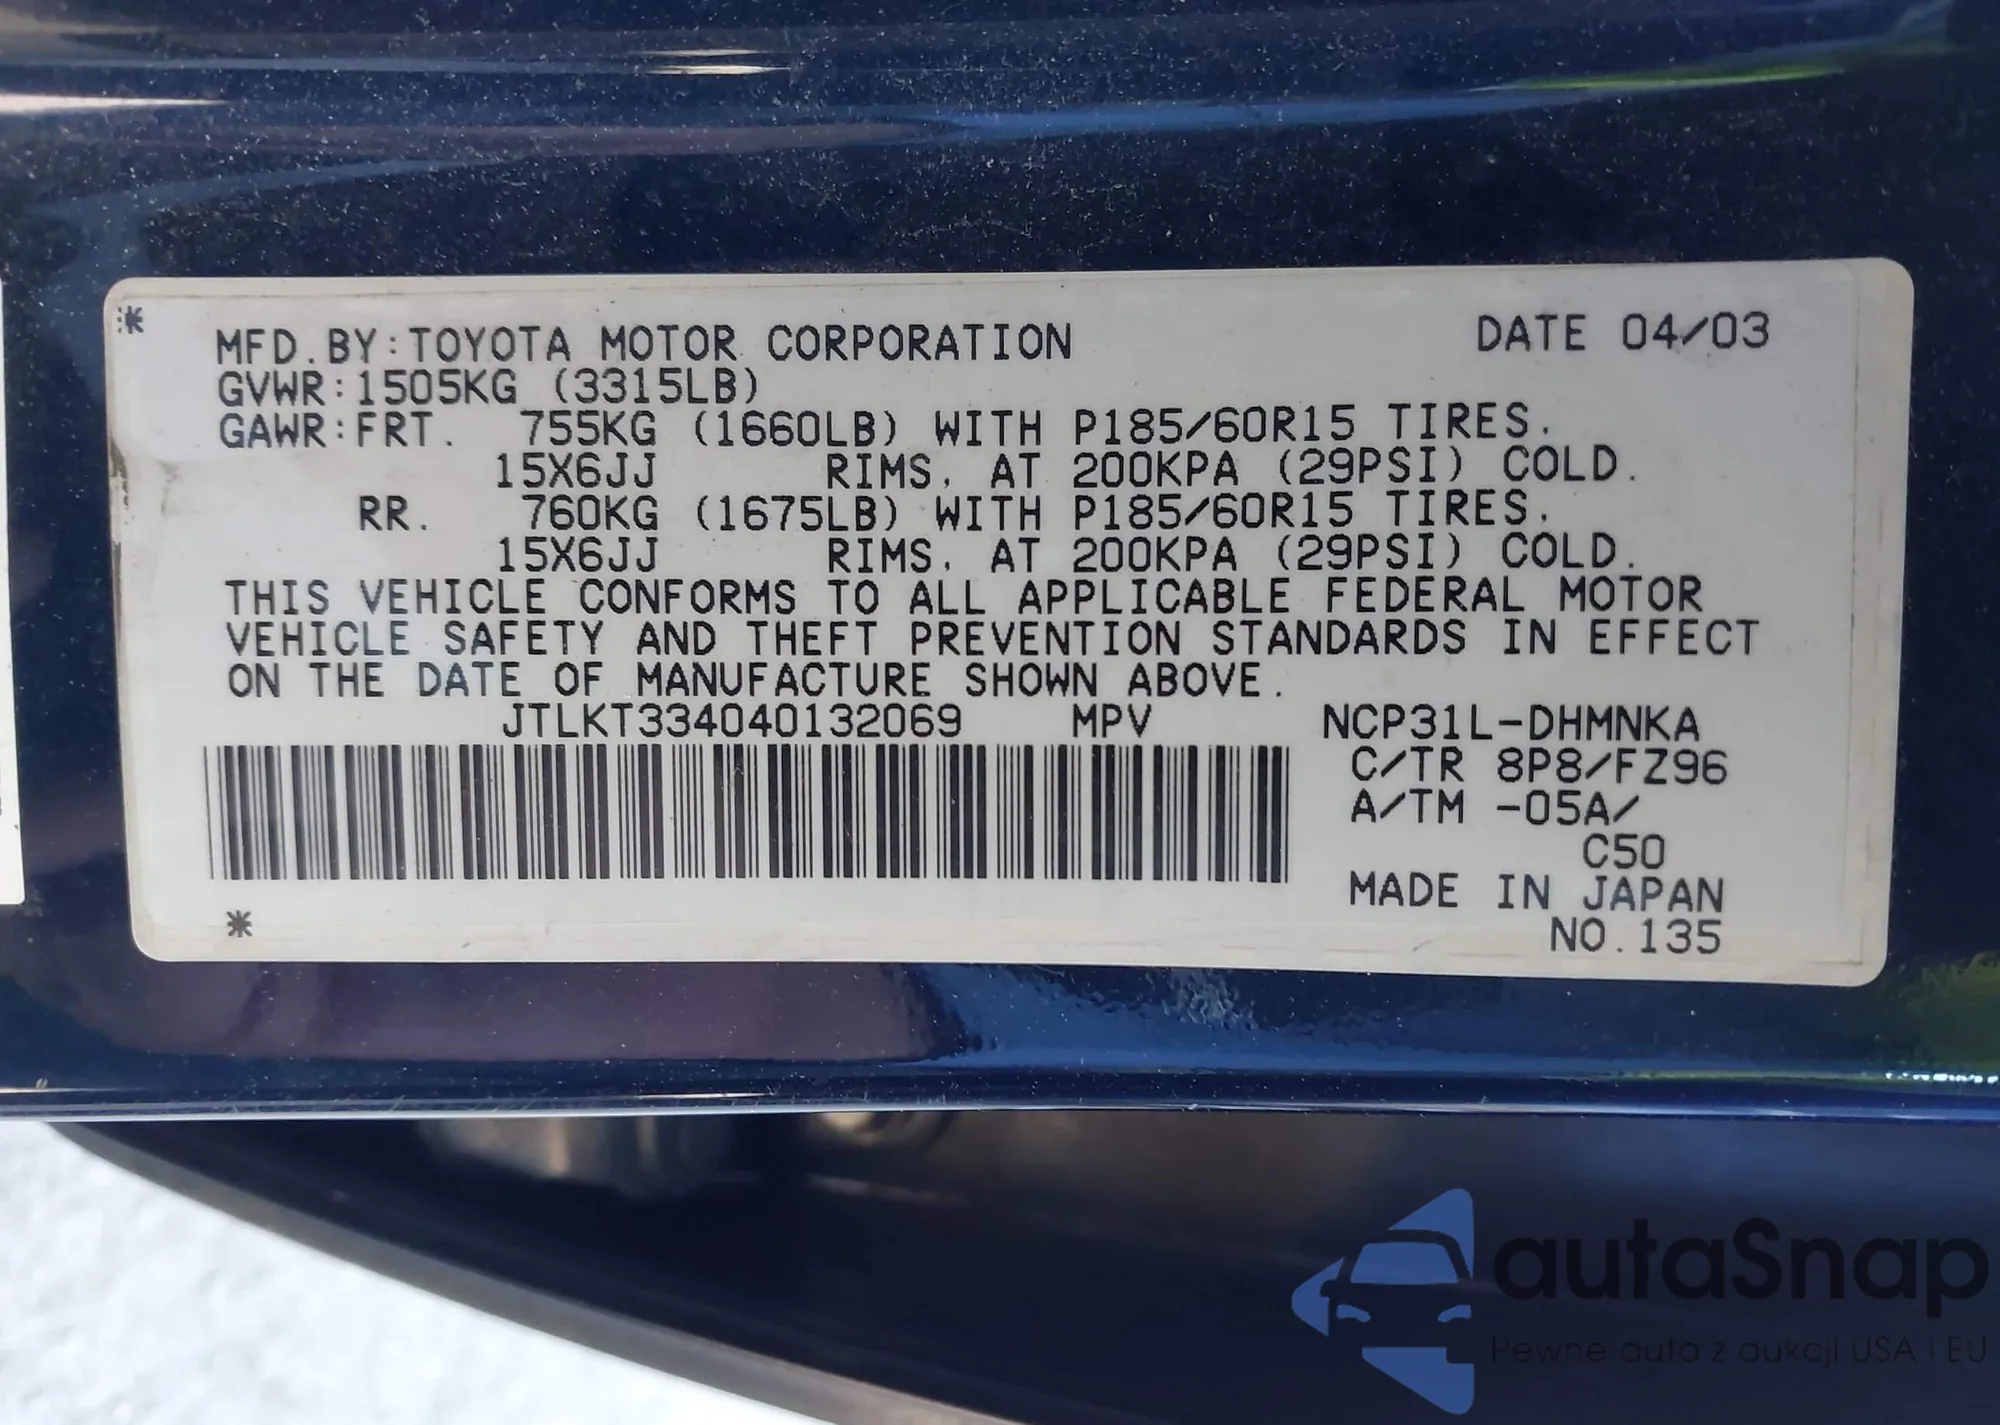 MFD.BY:TOYOTA MOTOR CORPORATION DATE 04/03
GVWR:1505KG (3315LB)
GAWR:FRT. 755KG (1660LB) WITH P185/60R15 TIRES.
15X6JJ RIMS, AT 200KPA (29PSI) COLD.
RR. 760KG (1675LB) WITH P185/60R15 TIRES.
15X6JJ RIMS, AT 200KPA (29PSI) COLD.
THIS VEHICLE CONFORMS TO ALL APPLICABLE FEDERAL MOTOR
VEHICLE SAFETY AND THEFT PREVENTION STANDARDS IN EFFECT
ON THE DATE OF MANUFACTURE SHOWN ABOVE.
JTLKT334040132069 MPV NCP31L-DHMNKA
C/TR 8P8/FZ96
A/TM -05A/
C50
MADE IN JAPAN
NO.135
autaSnap
Pewne auta z aukcji USA i EU